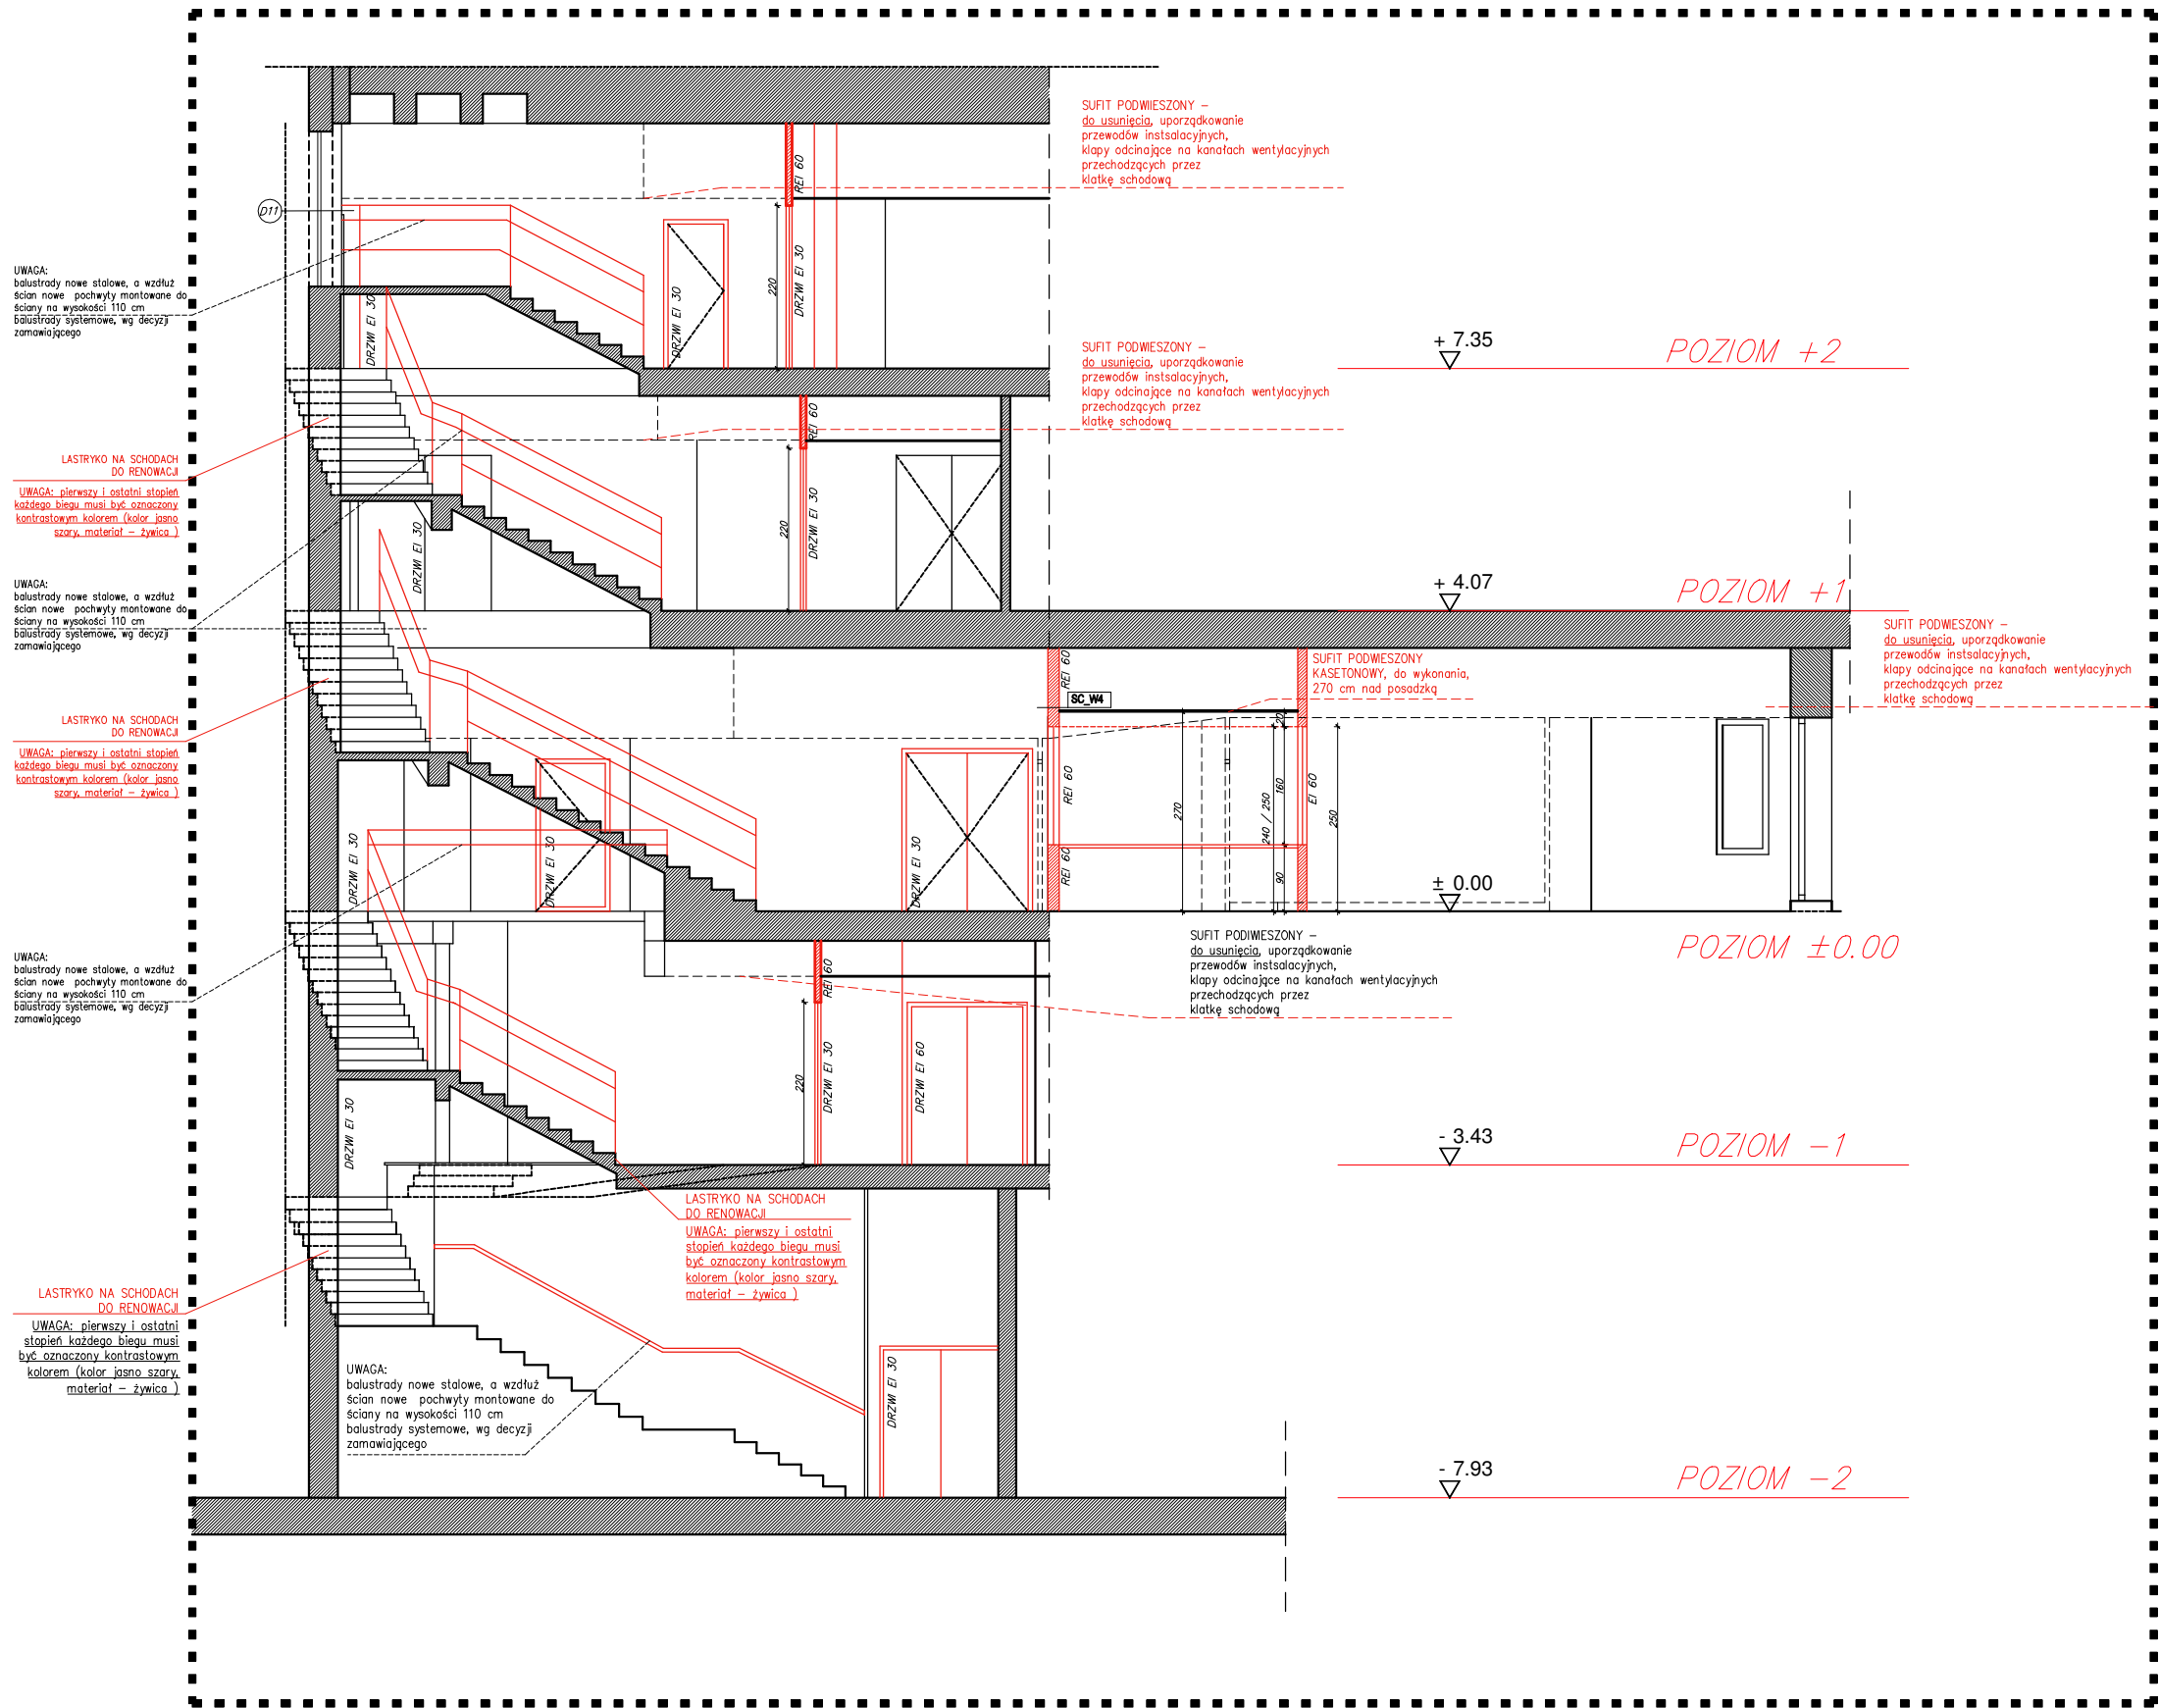 SUFIT PODWIIESZONY –
do usunięcia, uporządkowanie
przewodów instsalacyjnych,
klapy odcinające na kanałach wentylacyjnych
przechodzących przez
klatkę schodową
REI 60
D11
DRZWI EI 30
220
DRZWI EI 30
DRZWI EI 30
UWAGA:
balustrady nowe stalowe, a wzdłuż
ścian nowe pochwyty montowane do
ściany na wysokości 110 cm
balustrady systemowe, wg decyzji
zamawiającego
SUFIT PODWIESZONY –
do usunięcia, uporządkowanie
przewodów instsalacyjnych,
klapy odcinające na kanałach wentylacyjnych
przechodzących przez
klatkę schodową
+ 7.35
POZIOM +2
REI 60
LASTRYKO NA SCHODACH
DO RENOWACJI
UWAGA: pierwszy i ostatni stopień
każdego biegu musi być oznaczony
kontrastowym kolorem (kolor jasno
szary, materiał – żywica )
DRZWI EI 30
220
DRZWI EI 30
UWAGA:
balustrady nowe stalowe, a wzdłuż
ścian nowe pochwyty montowane do
ściany na wysokości 110 cm
balustrady systemowe, wg decyzji
zamawiającego
+ 4.07
POZIOM +1
SUFIT PODWIESZONY –
do usunięcia, uporządkowanie
przewodów instsalacyjnych,
klapy odcinające na kanałach wentylacyjnych
przechodzących przez
klatkę schodową
REI 60
SUFIT PODWIESZONY
KASETONOWY, do wykonania,
270 cm nad posadzką
SC_W4
LASTRYKO NA SCHODACH
DO RENOWACJI
UWAGA: pierwszy i ostatni stopień
każdego biegu musi być oznaczony
kontrastowym kolorem (kolor jasno
szary, materiał – żywica )
20
REI 60
270
240 / 250
160
EI 60
250
DRZWI EI 30
DRZWI EI 30
DRZWI EI 30
REI 60
90
± 0.00
POZIOM ±0.00
SUFIT PODIWIESZONY –
do usunięcia, uporządkowanie
przewodów instsalacyjnych,
klapy odcinające na kanałach wentylacyjnych
przechodzących przez
klatkę schodową
UWAGA:
balustrady nowe stalowe, a wzdłuż
ścian nowe pochwyty montowane do
ściany na wysokości 110 cm
balustrady systemowe, wg decyzji
zamawiającego
REI 60
220
DRZWI EI 30
DRZWI EI 60
DRZWI EI 30
- 3.43
POZIOM –1
LASTRYKO NA SCHODACH
DO RENOWACJI
UWAGA: pierwszy i ostatni
stopień każdego biegu musi
być oznaczony kontrastowym
kolorem (kolor jasno szary,
materiał – żywica )
LASTRYKO NA SCHODACH
DO RENOWACJI
UWAGA: pierwszy i ostatni
stopień każdego biegu musi
być oznaczony kontrastowym
kolorem (kolor jasno szary,
materiał – żywica )
UWAGA:
balustrady nowe stalowe, a wzdłuż
ścian nowe pochwyty montowane do
ściany na wysokości 110 cm
balustrady systemowe, wg decyzji
zamawiającego
DRZWI EI 30
- 7.93
POZIOM –2